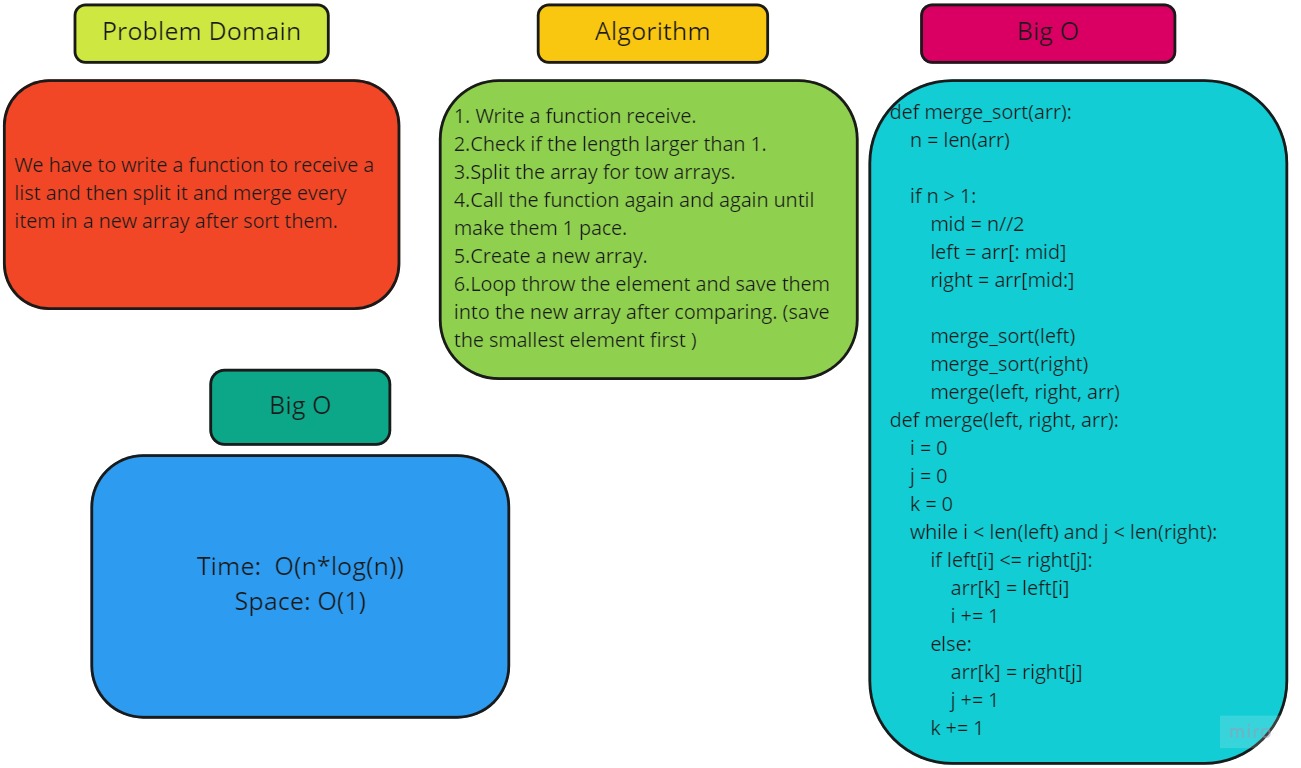 Problem Domain
We have to write a function to receive a
list and then split it and merge every
item in a new array after sort them.
Algorithm
1. Write a function receive.
2.Check if the length larger than 1.
3.Split the array for tow arrays.
4.Call the function again and again until
make them 1 pace.
5.Create a new array.
6.Loop throw the element and save them
into the new array after comparing. (save
the smallest element first )
Big O
Time:  O(n*log(n))
Space: O(1)
Big O
def merge_sort(arr):
    n = len(arr)
    if n > 1:
        mid = n//2
        left = arr[: mid]
        right = arr[mid:]
        merge_sort(left)
        merge_sort(right)
        merge(left, right, arr)
def merge(left, right, arr):
    i = 0
    j = 0
    k = 0
    while i < len(left) and j < len(right):
        if left[i] <= right[j]:
            arr[k] = left[i]
            i += 1
        else:
            arr[k] = right[j]
            j += 1
        k += 1
miro